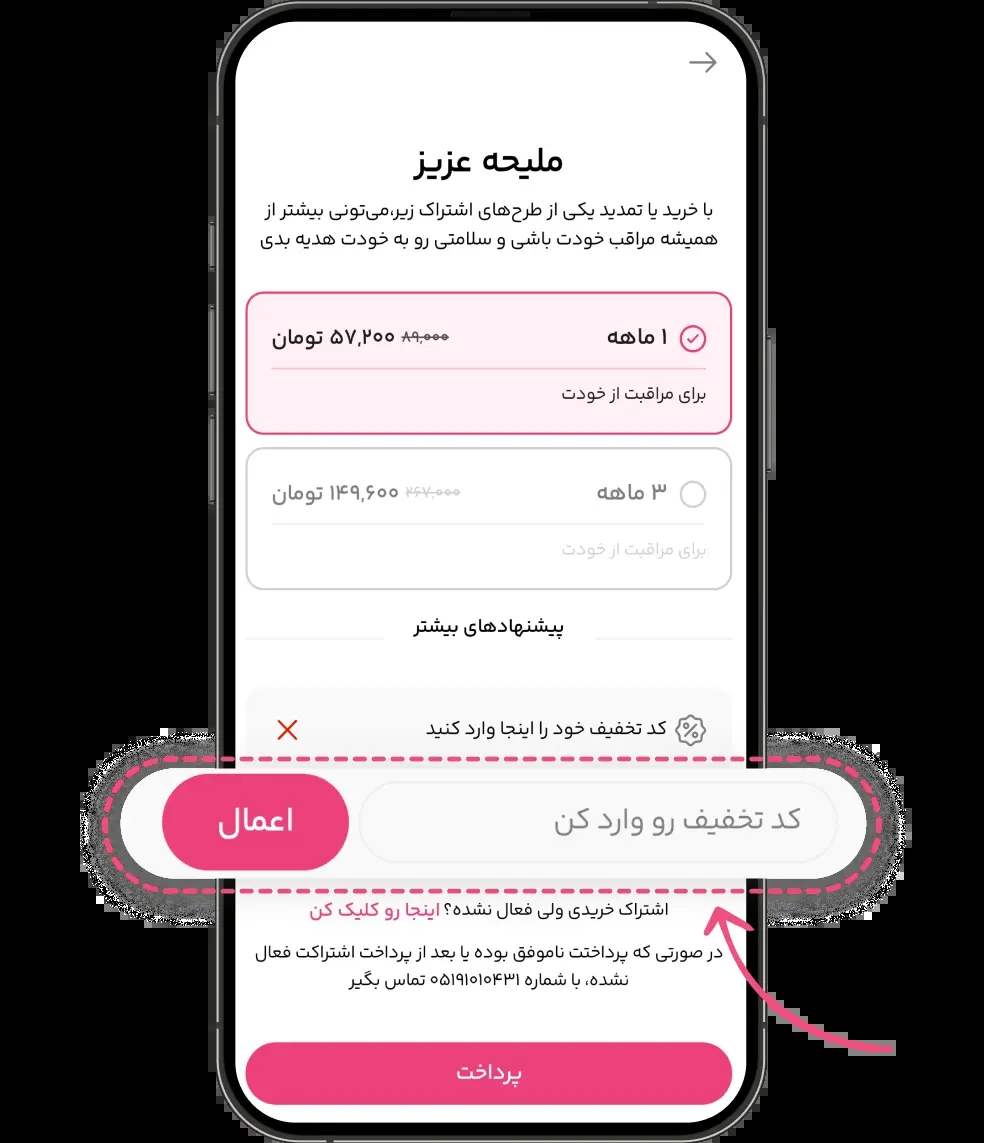 ملیحه عزیز
با خرید یا تمدید یکی از طرح‌های اشتراک زیر،می‌تونی بیشتر از
همیشه مراقب خودت باشی و سلامتی رو به خودت هدیه بدی
۱ ماهه ۸۹,۰۰۰ ۵۷,۲۰۰ تومان
برای مراقبت از خودت
۳ ماهه ۲۶۷,۰۰۰ ۱۴۹,۶۰۰ تومان
برای مراقبت از خودت
پیشنهادهای بیشتر
کد تخفیف خود را اینجا وارد کنید
کد تخفیف رو وارد کن اعمال
اشتراک خریدی ولی فعال نشده؟ اینجا رو کلیک کن
در صورتی که پرداختت ناموفق بوده یا بعد از پرداخت اشتراکت فعال
نشده، با شماره ۰۵۱۹۱۰۱۰۴۳۱ تماس بگیر
پرداخت